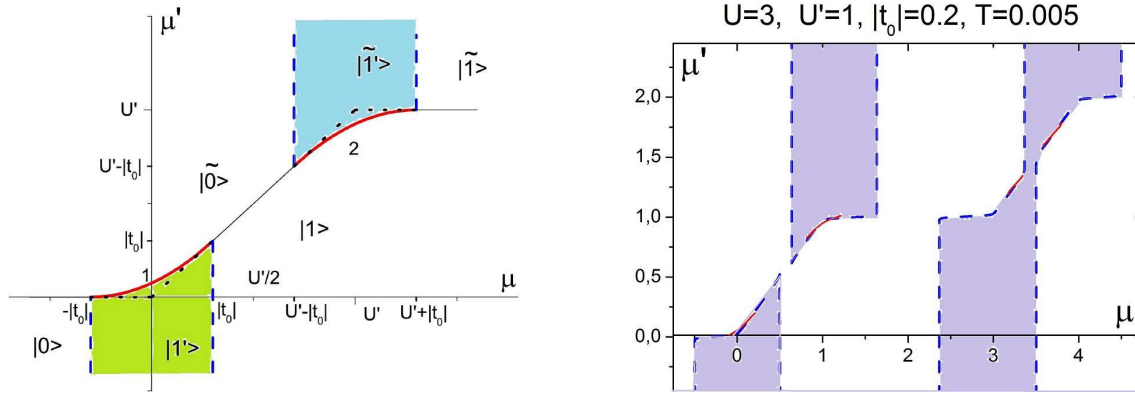 μ'
|1̃'>
|1̃>
U'
2
U'-|t₀|
|0̃>
|1>
|t₀|
1
U'/2
μ
-|t₀|
|t₀|
U'-|t₀|
U'
U'+|t₀|
|0>
|1'>
U=3, U'=1, |t₀|=0.2, T=0.005
μ'
2,0
1,5
1,0
0,5
0,0
μ
0
1
2
3
4